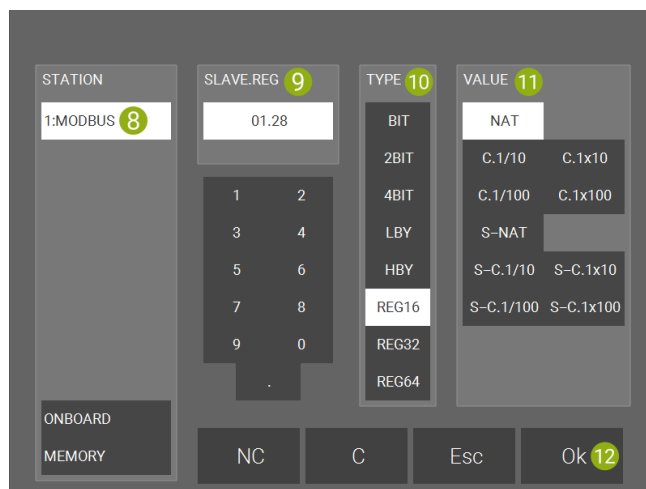 STATION
1:MODBUS 8
ONBOARD
MEMORY
SLAVE.REG 9
01.28
1 2
3 4
5 6
7 8
9 0
.
TYPE 10
BIT
2BIT
4BIT
LBY
HBY
REG16
REG32
REG64
VALUE 11
NAT
C.1/10 C.1x10
C.1/100 C.1x100
S-NAT
S-C.1/10 S-C.1x10
S-C.1/100 S-C.1x100
NC C Esc Ok 12